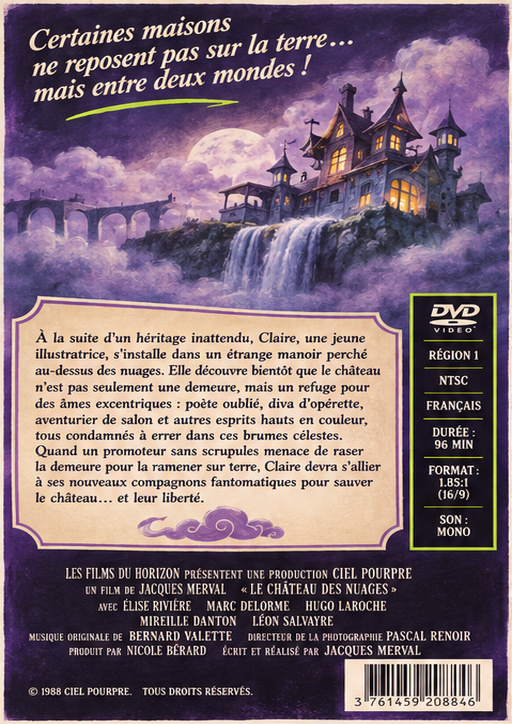 Certaines maisons
ne reposent pas sur la terre...
mais entre deux mondes !
À la suite d'un héritage inattendu, Claire, une jeune
illustratrice, s'installe dans un étrange manoir perché
au-dessus des nuages. Elle découvre bientôt que le château
n'est pas seulement une demeure, mais un refuge pour
des âmes excentriques : poète oublié, diva d'opérette,
aventurier de salon et autres esprits hauts en couleur,
tous condamnés à errer dans ces brumes célestes.
Quand un promoteur sans scrupules menace de raser
la demeure pour la ramener sur terre, Claire devra s'allier
à ses nouveaux compagnons fantomatiques pour sauver
le château... et leur liberté.
DVD
VIDEO
RÉGION 1
NTSC
FRANÇAIS
DURÉE :
96 MIN
FORMAT :
1.85:1
(16/9)
SON :
MONO
LES FILMS DU HORIZON PRÉSENTENT UNE PRODUCTION CIEL POURPRE
UN FILM DE JACQUES MERVAL « LE CHÂTEAU DES NUAGES »
AVEC ÉLISE RIVIÈRE MARC DELORME HUGO LAROCHE
MIREILLE DANTON LÉON SALVAYRE
MUSIQUE ORIGINALE DE BERNARD VALETTE DIRECTEUR DE LA PHOTOGRAPHIE PASCAL RENOIR
PRODUIT PAR NICOLE BÉRARD ÉCRIT ET RÉALISÉ PAR JACQUES MERVAL
© 1988 CIEL POURPRE. TOUS DROITS RÉSERVÉS.
3 761459 208846